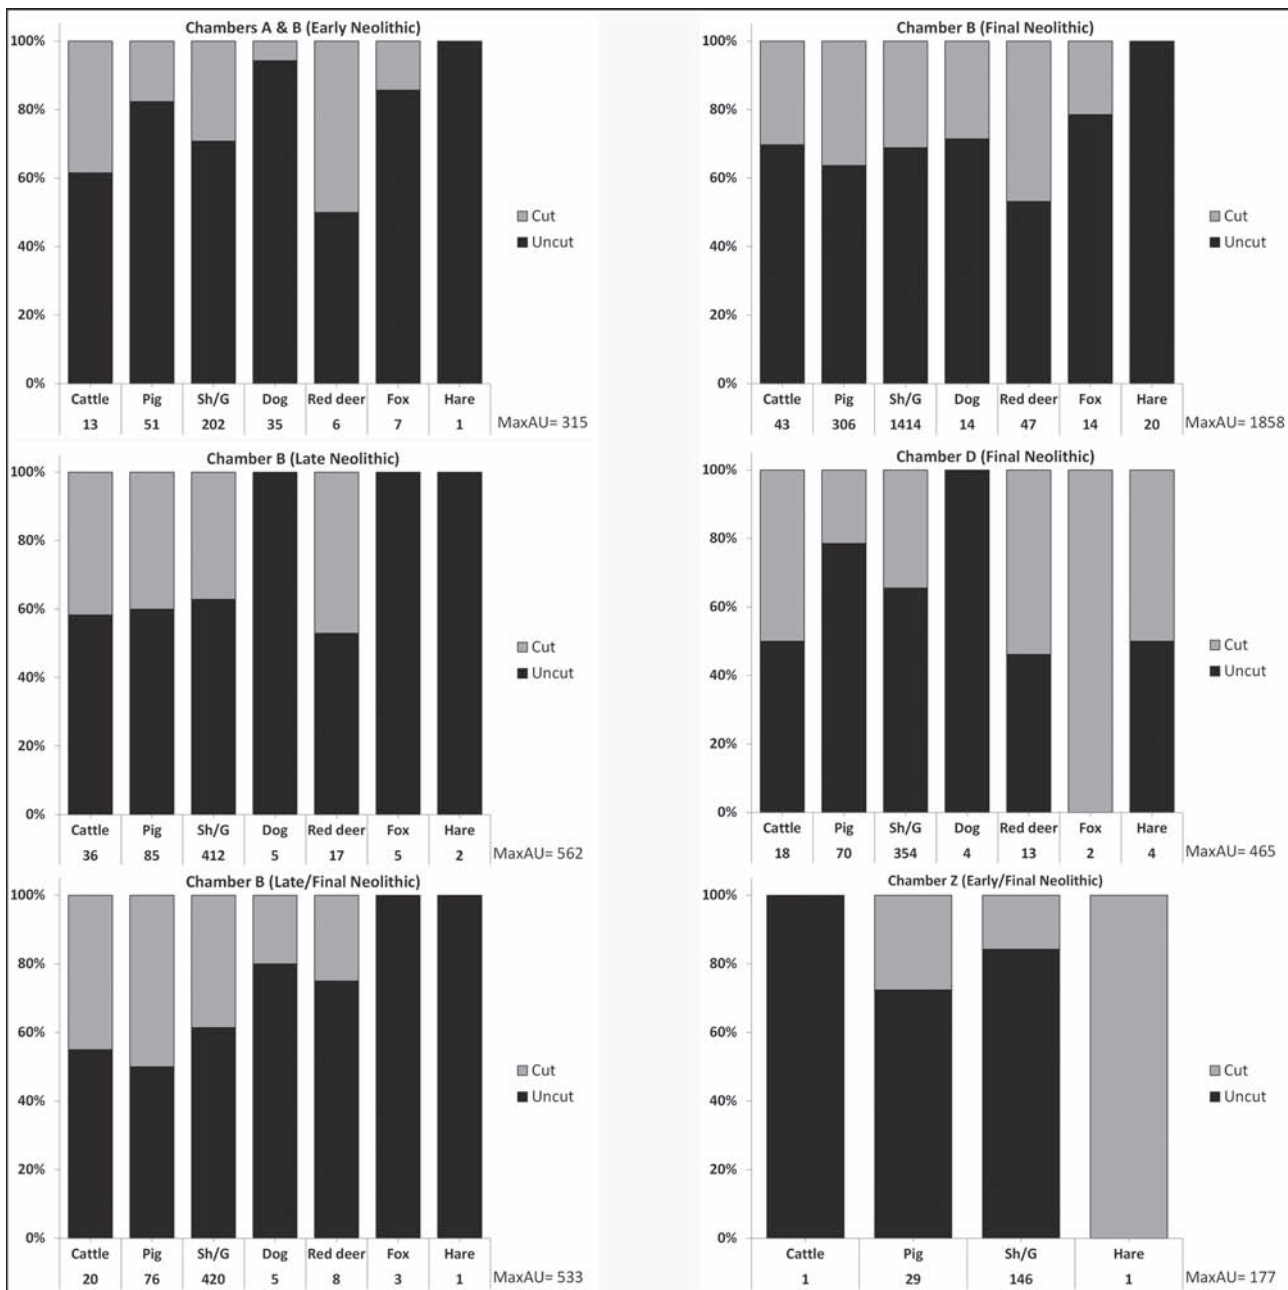 Chambers A & B (Early Neolithic)
100%
80%
60%
40%
20%
0%
Cut
Uncut
Cattle Pig Sh/G Dog Red deer Fox Hare
13 51 202 35 6 7 1 MaxAU= 315
Chamber B (Final Neolithic)
100%
80%
60%
40%
20%
0%
Cut
Uncut
Cattle Pig Sh/G Dog Red deer Fox Hare
43 306 1414 14 47 14 20 MaxAU= 1858
Chamber B (Late Neolithic)
100%
80%
60%
40%
20%
0%
Cut
Uncut
Cattle Pig Sh/G Dog Red deer Fox Hare
36 85 412 5 17 5 2 MaxAU= 562
Chamber D (Final Neolithic)
100%
80%
60%
40%
20%
0%
Cut
Uncut
Cattle Pig Sh/G Dog Red deer Fox Hare
18 70 354 4 13 2 4 MaxAU= 465
Chamber B (Late/Final Neolithic)
100%
80%
60%
40%
20%
0%
Cut
Uncut
Cattle Pig Sh/G Dog Red deer Fox Hare
20 76 420 5 8 3 1 MaxAU= 533
Chamber Z (Early/Final Neolithic)
100%
80%
60%
40%
20%
0%
Cut
Uncut
Cattle Pig Sh/G Hare
1 29 146 1 MaxAU= 177